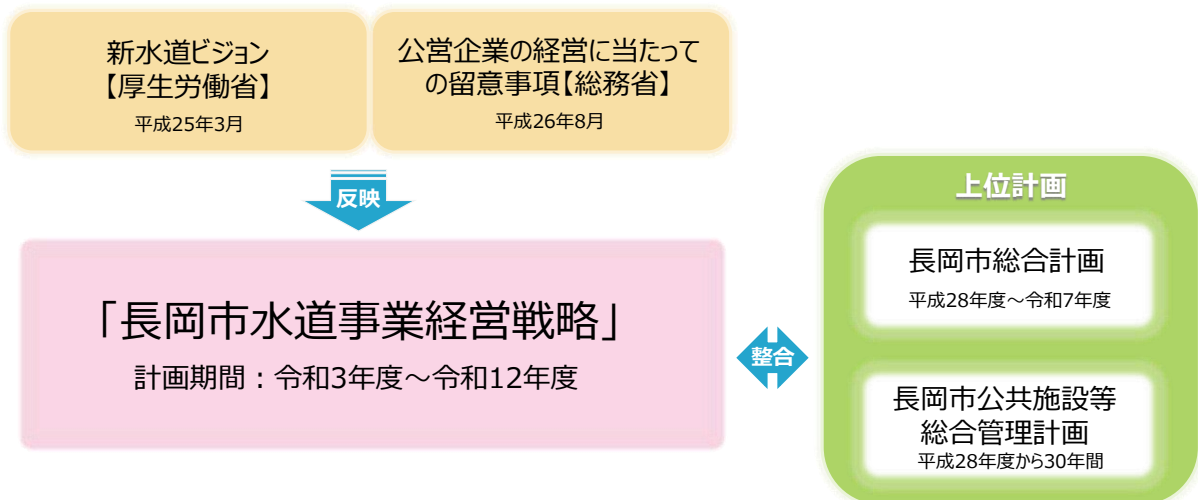 新水道ビジョン
【厚生労働省】
平成25年3月
公営企業の経営に当たって
の留意事項【総務省】
平成26年8月
反映
「長岡市水道事業経営戦略」
計画期間：令和3年度～令和12年度
整合
上位計画
長岡市総合計画
平成28年度～令和7年度
長岡市公共施設等
総合管理計画
平成28年度から30年間